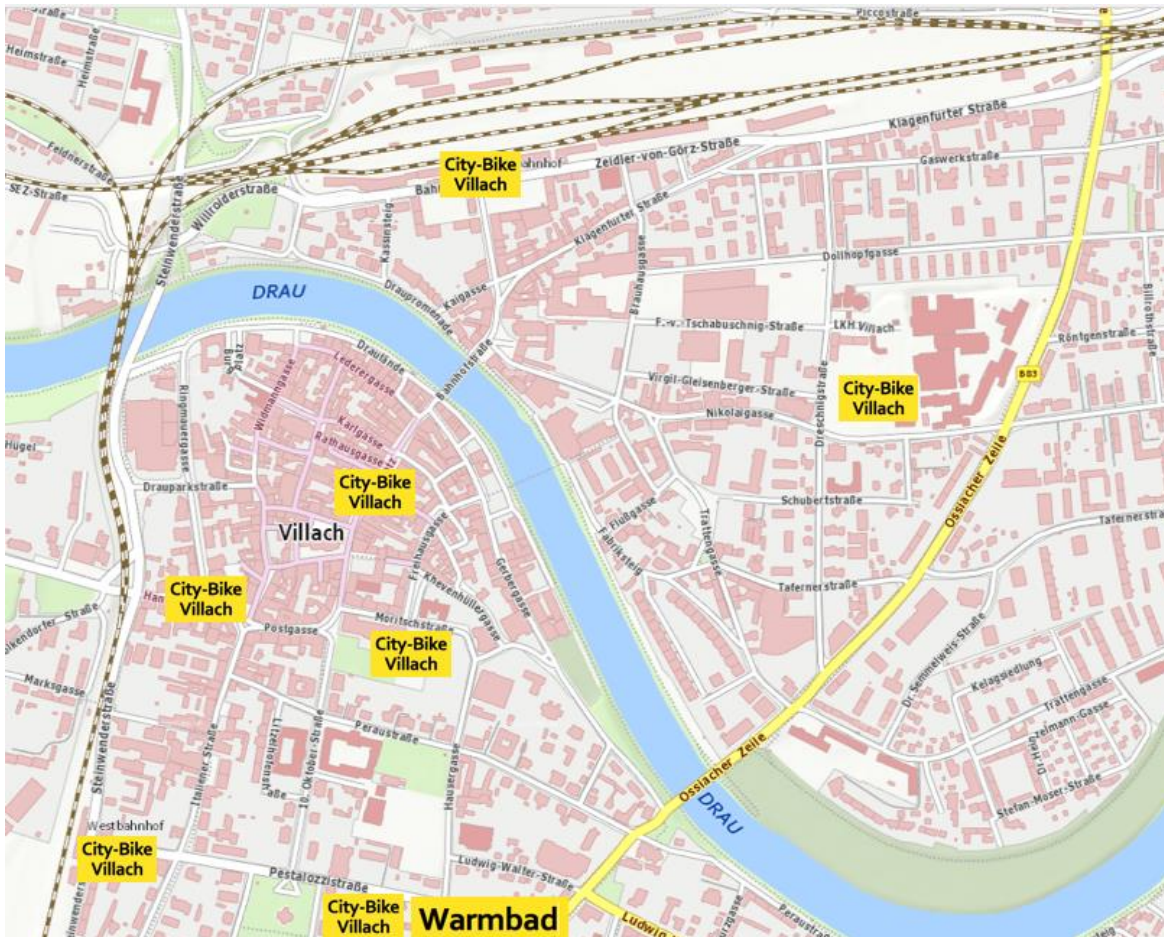 Piccostraße
Heimstraße
Heimstraße
Feldnerstraße
SEZ-Straße
Steinwenderstraße
Willroiderstraße
Klagenfurter Straße
Zeidler-von-Görz-Straße
Gaswerkstraße
City-Bike
Villach
Kassinsteig
Klagenfurter Straße
Brauhausgasse
Dollhopfgasse
Billrothstraße
DRAU
Draupromenade
Kaigasse
F.-v.-Tschabuschnig-Straße
LKH Villach
Röntgenstraße
Draulände
Bahnhofstraße
Lederergasse
Widmanngasse
Ringmauergasse
Karlgasse
Rathausgasse
Virgil-Gleisenberger-Straße
Nikolaigasse
Dreschnigstraße
City-Bike
Villach
B83
Drauparkstraße
City-Bike
Villach
Villach
Schubertstraße
Ossiacher Zeile
Tafernerstraße
Flußgasse
Fabriksteig
Trattengasse
Freihausgasse
Gerbergasse
Khevenhüllergasse
City-Bike
Villach
Postgasse
Moritschstraße
City-Bike
Villach
Marksgasse
Steinwenderstraße
Italiener Straße
Peraustraße
10. Oktober-Straße
Hausergasse
Dr. Semmelweis-Straße
Kelagsiedlung
Trattengasse
Stefan-Moser-Straße
Ossiacher Zeile
DRAU
Westbahnhof
City-Bike
Villach
Pestalozzistraße
Ludwig-Walter-Straße
City-Bike
Villach
Warmbad